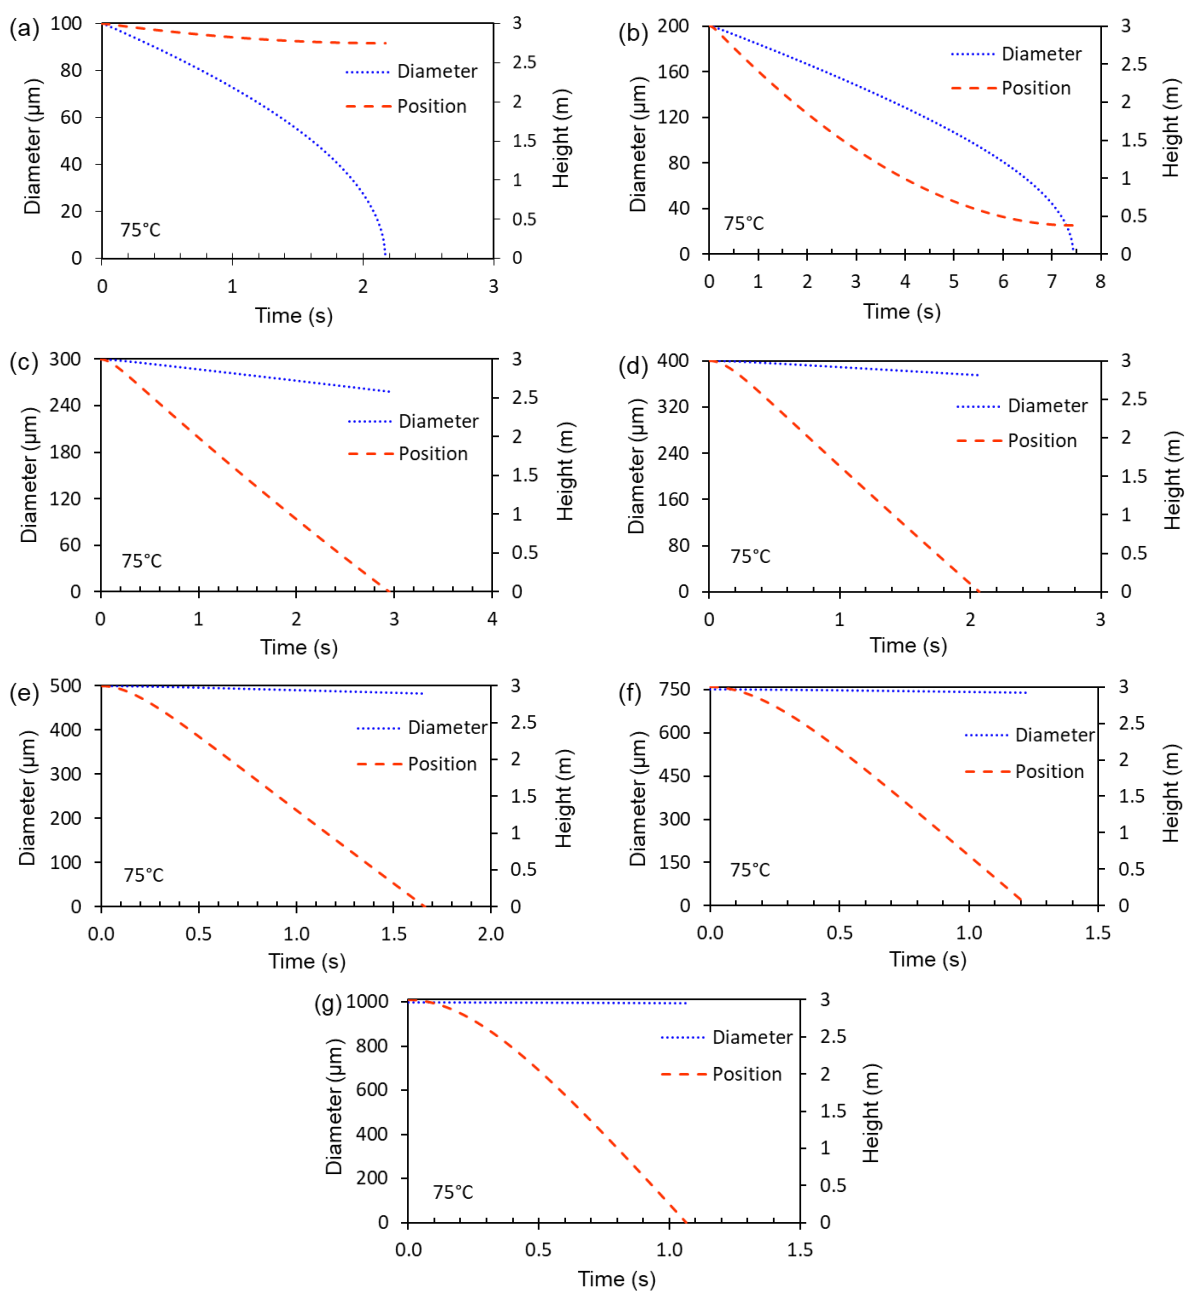 (a)
100
80
60
40
20
0
Diameter (µm)
3
2.5
2
1.5
1
0.5
0
Height (m)
Diameter
Position
75°C
0 1 2 3
Time (s)
(b)
200
160
120
80
40
0
Diameter (µm)
3
2.5
2
1.5
1
0.5
0
Height (m)
Diameter
Position
75°C
0 1 2 3 4 5 6 7 8
Time (s)
(c)
300
240
180
120
60
0
Diameter (µm)
3
2.5
2
1.5
1
0.5
0
Height (m)
Diameter
Position
75°C
0 1 2 3 4
Time (s)
(d)
400
320
240
160
80
0
Diameter (µm)
3
2.5
2
1.5
1
0.5
0
Height (m)
Diameter
Position
75°C
0 1 2 3
Time (s)
(e)
500
400
300
200
100
0
Diameter (µm)
3
2.5
2
1.5
1
0.5
0
Height (m)
Diameter
Position
75°C
0.0 0.5 1.0 1.5 2.0
Time (s)
(f)
750
600
450
300
150
0
Diameter (µm)
3
2.5
2
1.5
1
0.5
0
Height (m)
Diameter
Position
75°C
0.0 0.5 1.0 1.5
Time (s)
(g)
1000
800
600
400
200
0
Diameter (µm)
3
2.5
2
1.5
1
0.5
0
Height (m)
Diameter
Position
75°C
0.0 0.5 1.0 1.5
Time (s)